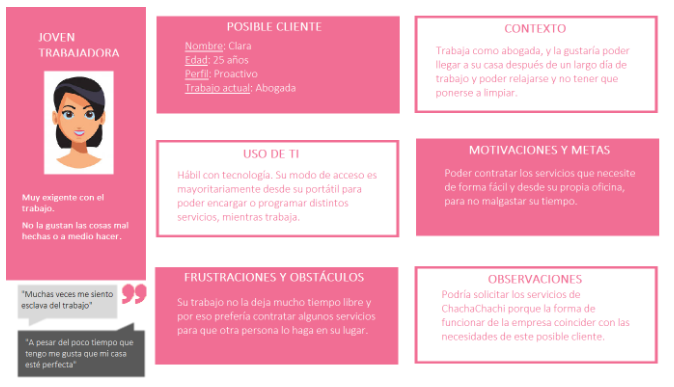 JOVEN
TRABAJADORA
Muy exigente con el
trabajo.
No la gustan las cosas mal
hechas o a medio hacer.
"Muchas veces me siento
esclava del trabajo"
"A pesar del poco tiempo que
tengo me gusta que mi casa
esté perfecta"
POSIBLE CLIENTE
Nombre: Clara
Edad: 25 años
Perfil: Proactivo
Trabajo actual: Abogada
CONTEXTO
Trabaja como abogada, y la gustaría poder
llegar a su casa después de un largo día de
trabajo y poder relajarse y no tener que
ponerse a limpiar.
USO DE TI
Hábil con tecnología. Su modo de acceso es
mayoritariamente desde su portátil para
poder encargar o programar distintos
servicios, mientras trabaja.
MOTIVACIONES Y METAS
Poder contratar los servicios que necesite
de forma fácil y desde su propia oficina,
para no malgastar su tiempo.
FRUSTRACIONES Y OBSTÁCULOS
Su trabajo no la deja mucho tiempo libre y
por eso prefería contratar algunos servicios
para que otra persona lo haga en su lugar.
OBSERVACIONES
Podría solicitar los servicios de
ChachaChachi porque la forma de
funcionar de la empresa coincider con las
necesidades de este posible cliente.